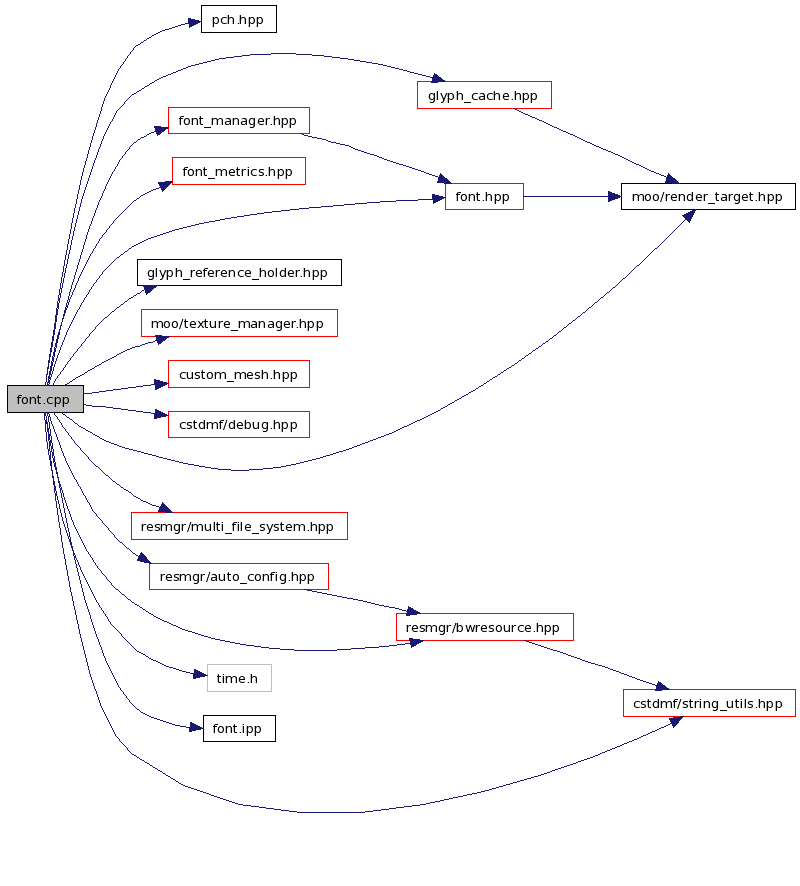 pch.hpp
glyph_cache.hpp
font_manager.hpp
font_metrics.hpp
font.hpp
moo/render_target.hpp
glyph_reference_holder.hpp
moo/texture_manager.hpp
custom_mesh.hpp
font.cpp
cstdmf/debug.hpp
resmgr/multi_file_system.hpp
resmgr/auto_config.hpp
resmgr/bwresource.hpp
time.h
cstdmf/string_utils.hpp
font.ipp